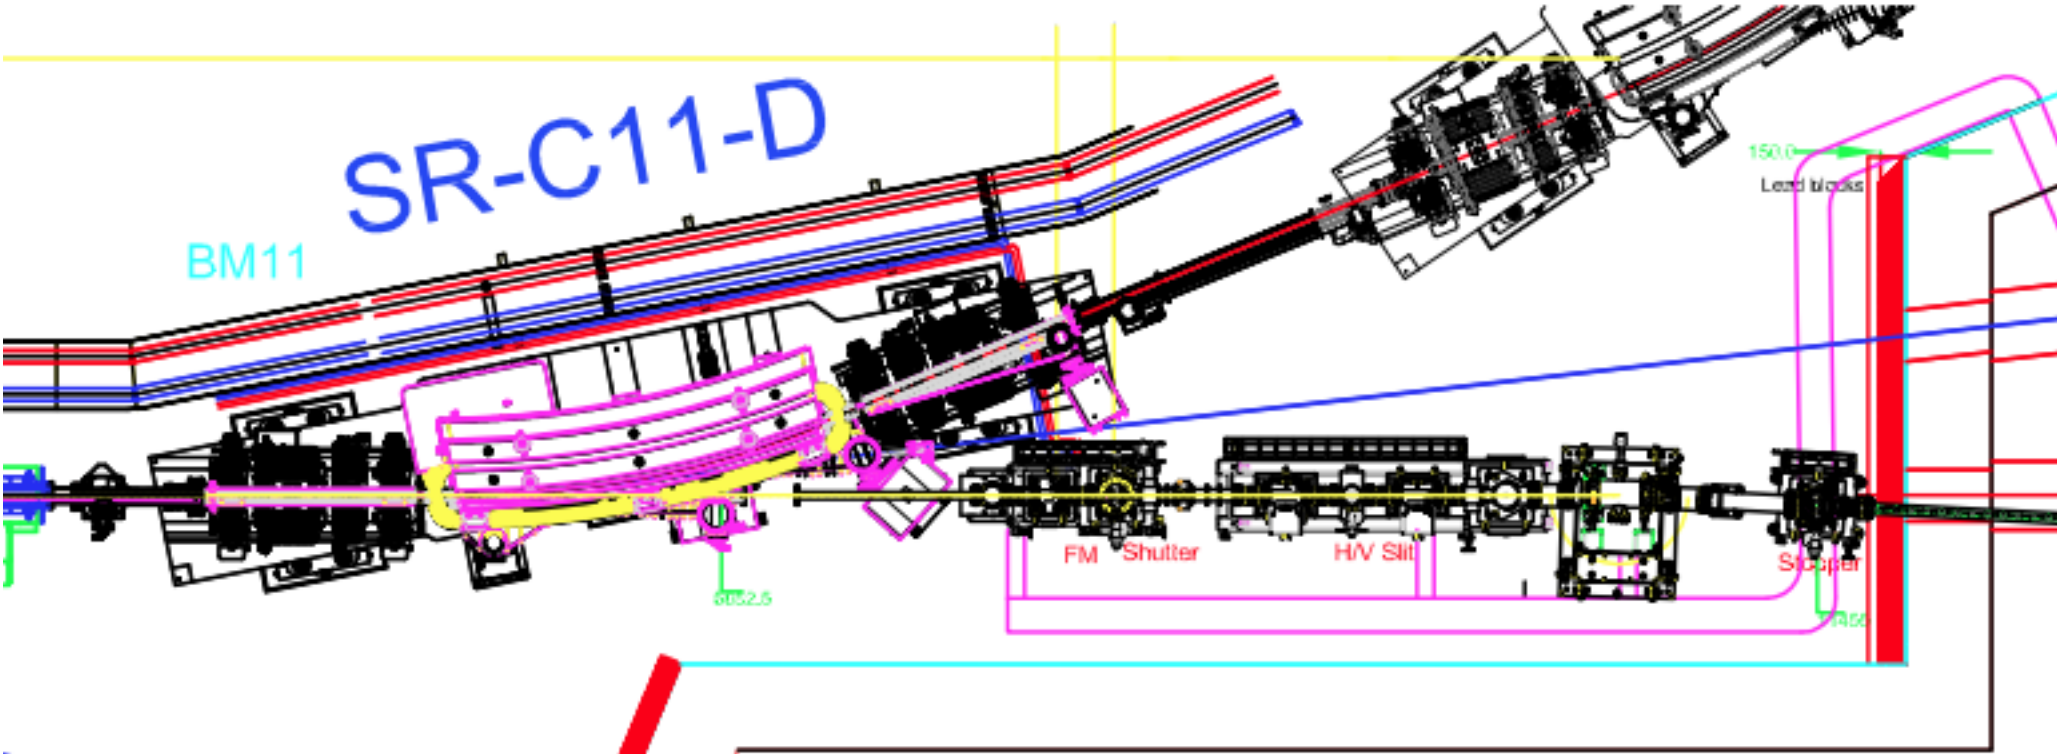 SR-C11-D
BM11
150.0
Lead blocks
FM
Shutter
H/V Slit
Stopper